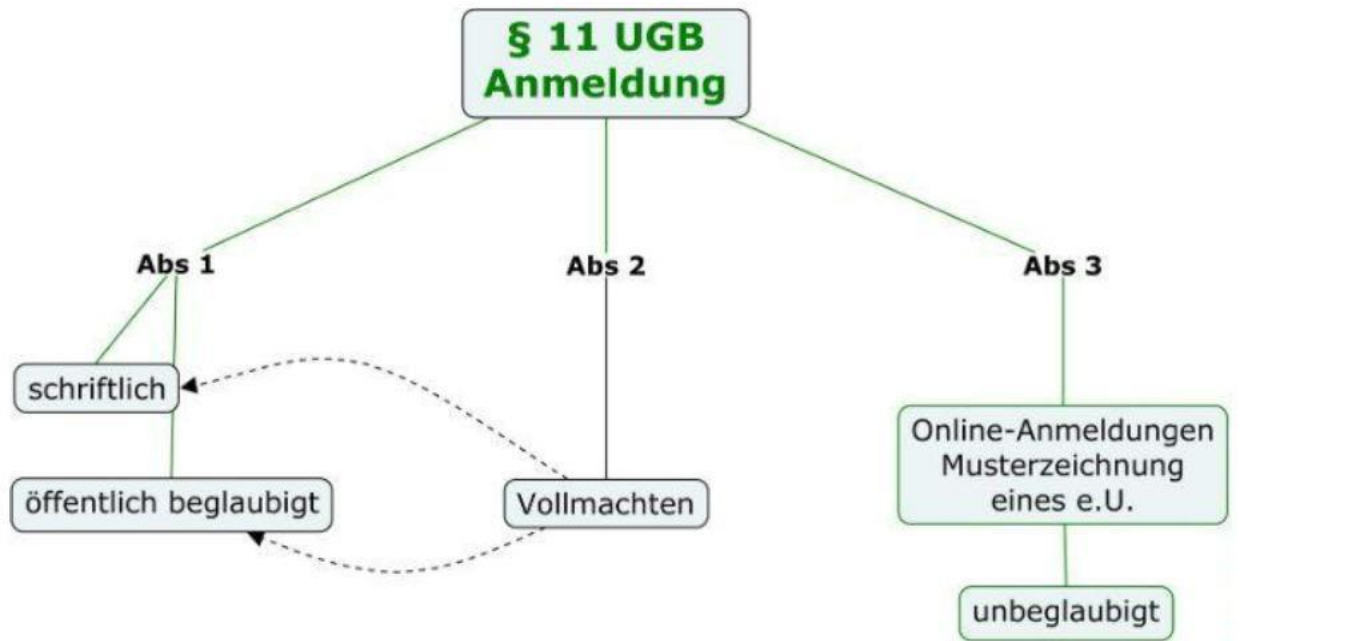 § 11 UGB
Anmeldung
Abs 1
Abs 2
Abs 3
schriftlich
öffentlich beglaubigt
Vollmachten
Online-Anmeldungen
Musterzeichnung
eines e.U.
unbeglaubigt